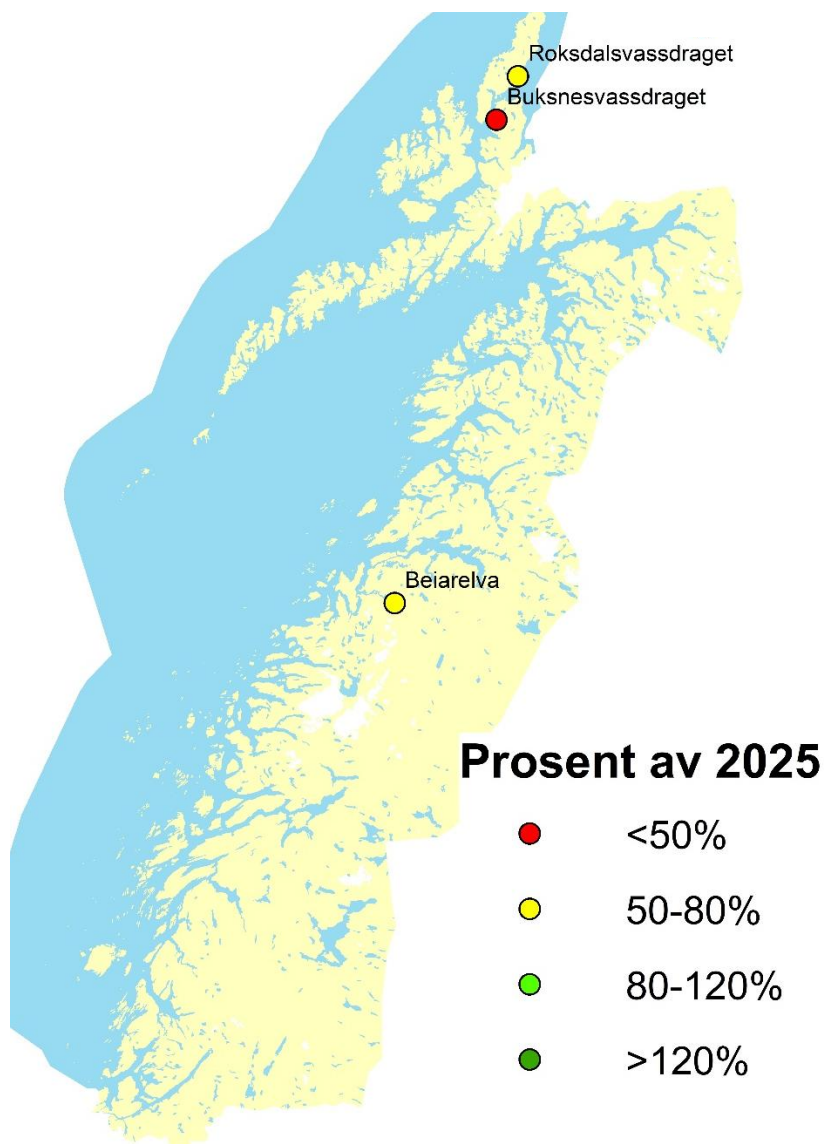 Roksdalsvassdraget
Buksnesvassdraget
Beiarelva
Prosent av 2025
<50%
50-80%
80-120%
>120%